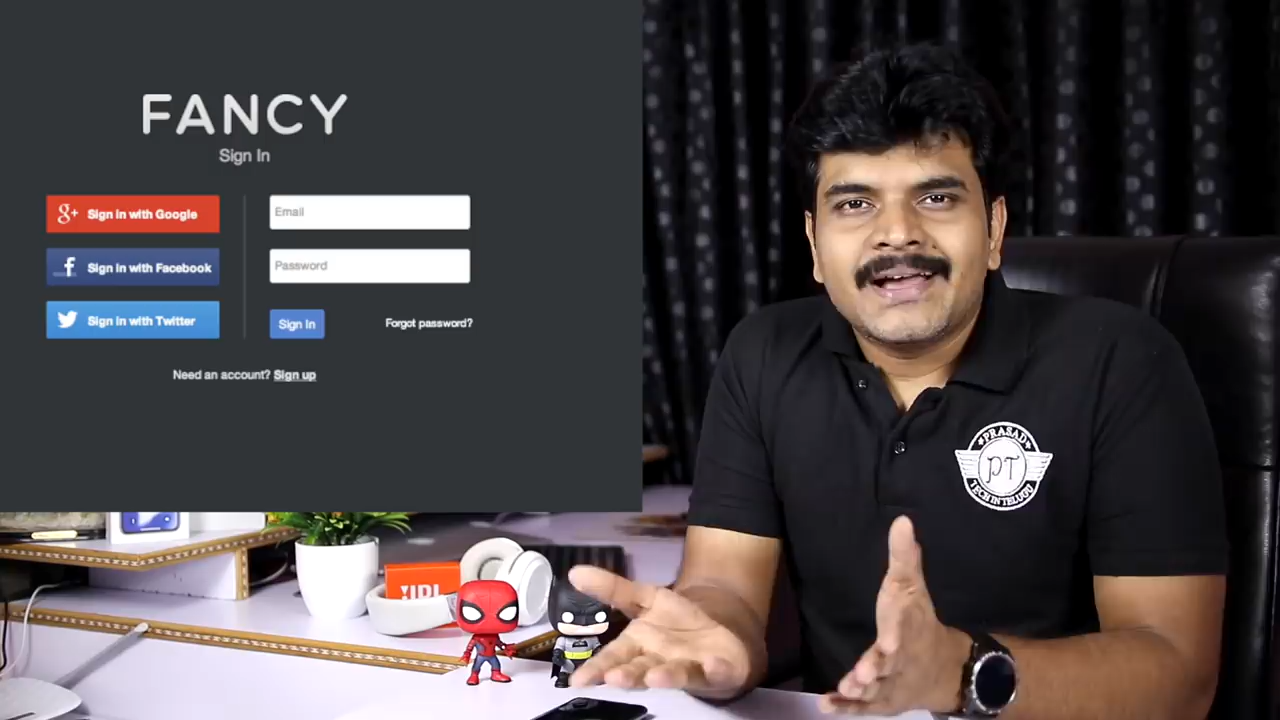 FANCY
Sign In
g+ Sign in with Google
Email
f Sign in with Facebook
Password
Sign in with Twitter
Sign In
Forgot password?
Need an account? Sign up
PRASAD
PT
TECH IN TELUGU